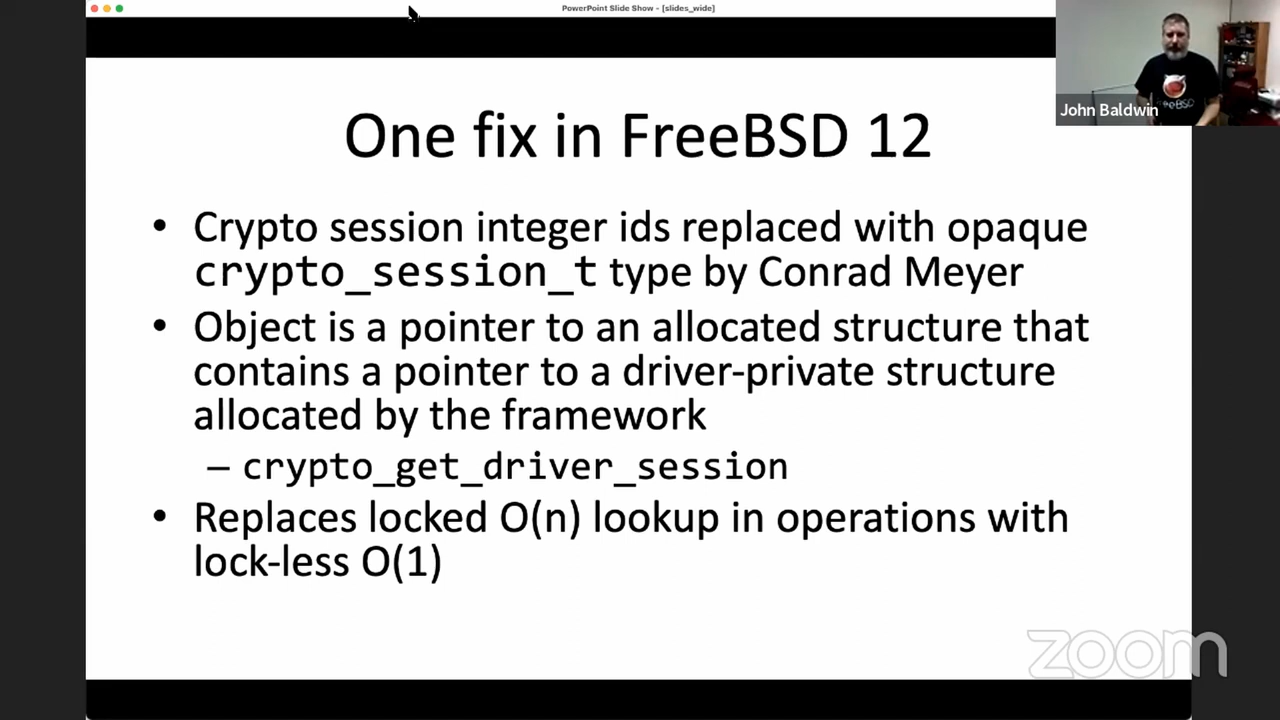 PowerPoint Slide Show - [slides_wide]
John Baldwin
FreeBSD
One fix in FreeBSD 12
• Crypto session integer ids replaced with opaque
crypto_session_t type by Conrad Meyer
• Object is a pointer to an allocated structure that
contains a pointer to a driver-private structure
allocated by the framework
– crypto_get_driver_session
• Replaces locked O(n) lookup in operations with
lock-less O(1)
zoom